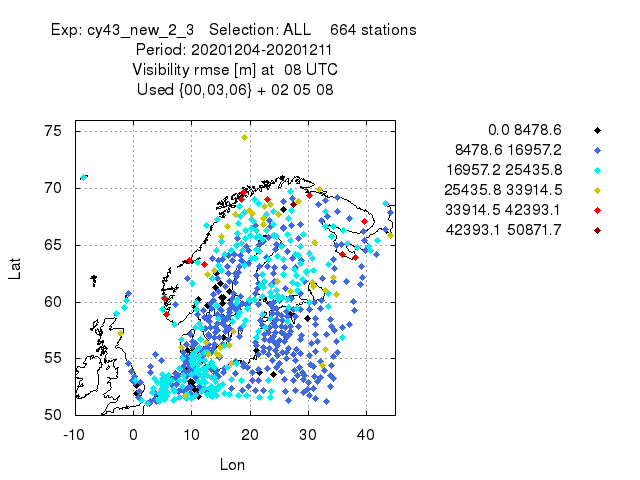 Exp: cy43_new_2_3   Selection: ALL    664 stations
Period: 20201204-20201211
Visibility rmse [m] at  08 UTC
Used {00,03,06} + 02 05 08
0.0 8478.6
8478.6 16957.2
16957.2 25435.8
25435.8 33914.5
33914.5 42393.1
42393.1 50871.7
75
70
65
60
55
50
Lat
-10 0 10 20 30 40
Lon